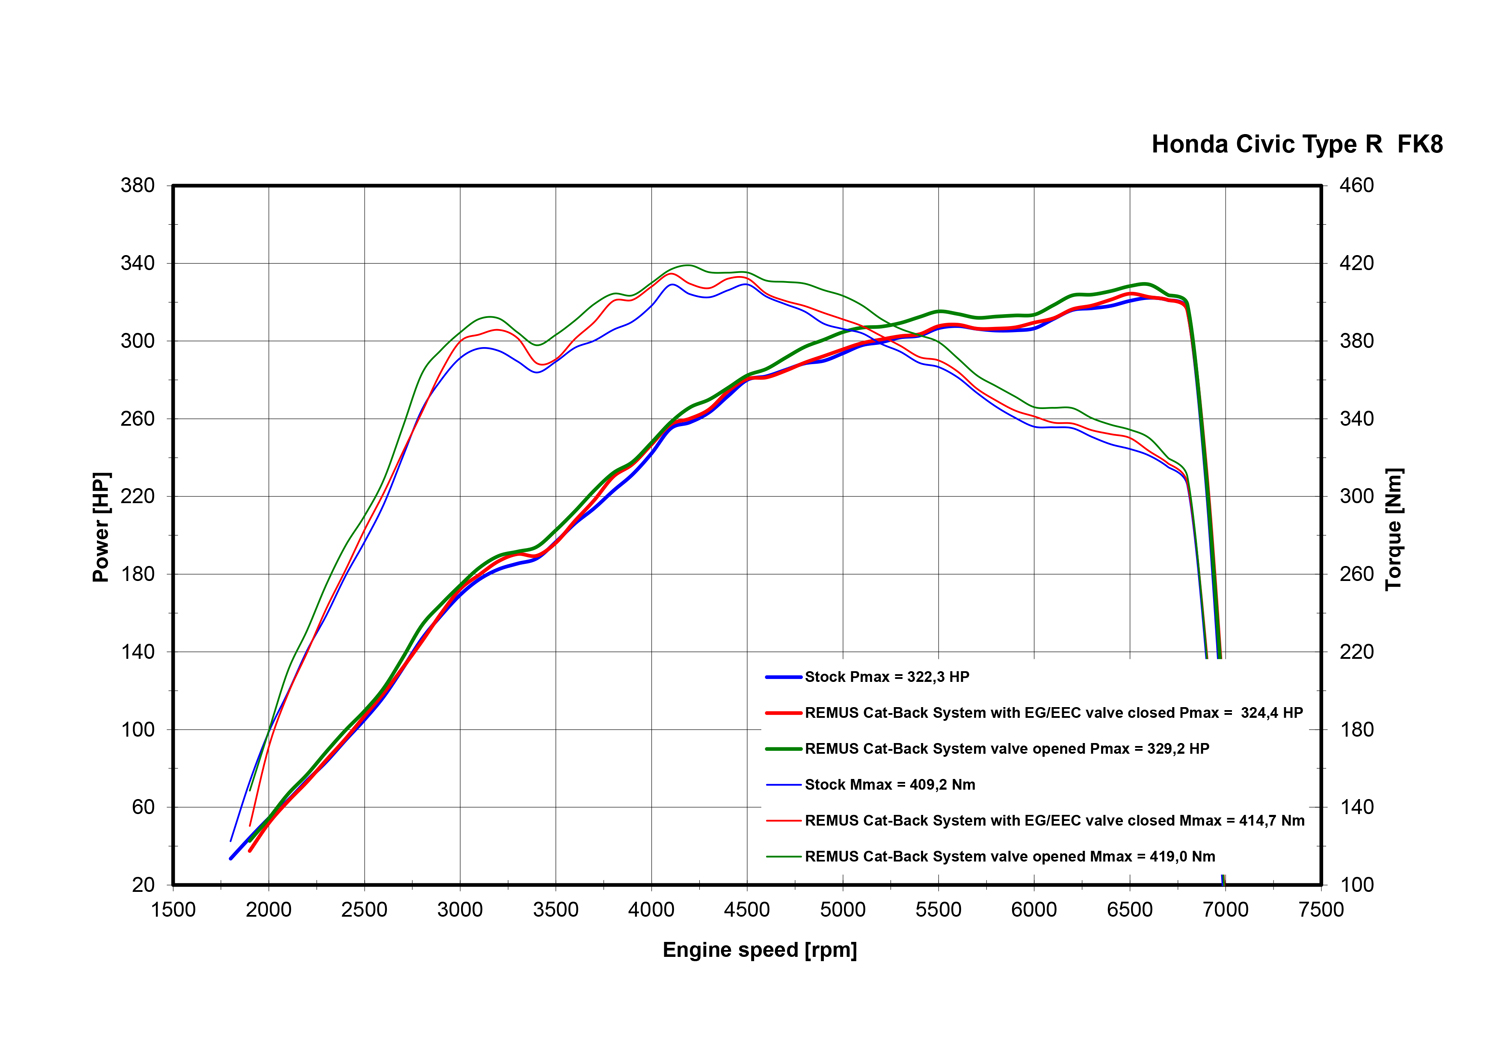 Honda Civic Type R  FK8
380
340
300
260
220
180
140
100
60
20
Power [HP]
460
420
380
340
300
260
220
180
140
100
Torque [Nm]
Stock Pmax = 322,3 HP
REMUS Cat-Back System with EG/EEC valve closed Pmax =  324,4 HP
REMUS Cat-Back System valve opened Pmax = 329,2 HP
Stock Mmax = 409,2 Nm
REMUS Cat-Back System with EG/EEC valve closed Mmax = 414,7 Nm
REMUS Cat-Back System valve opened Mmax = 419,0 Nm
1500 2000 2500 3000 3500 4000 4500 5000 5500 6000 6500 7000 7500
Engine speed [rpm]